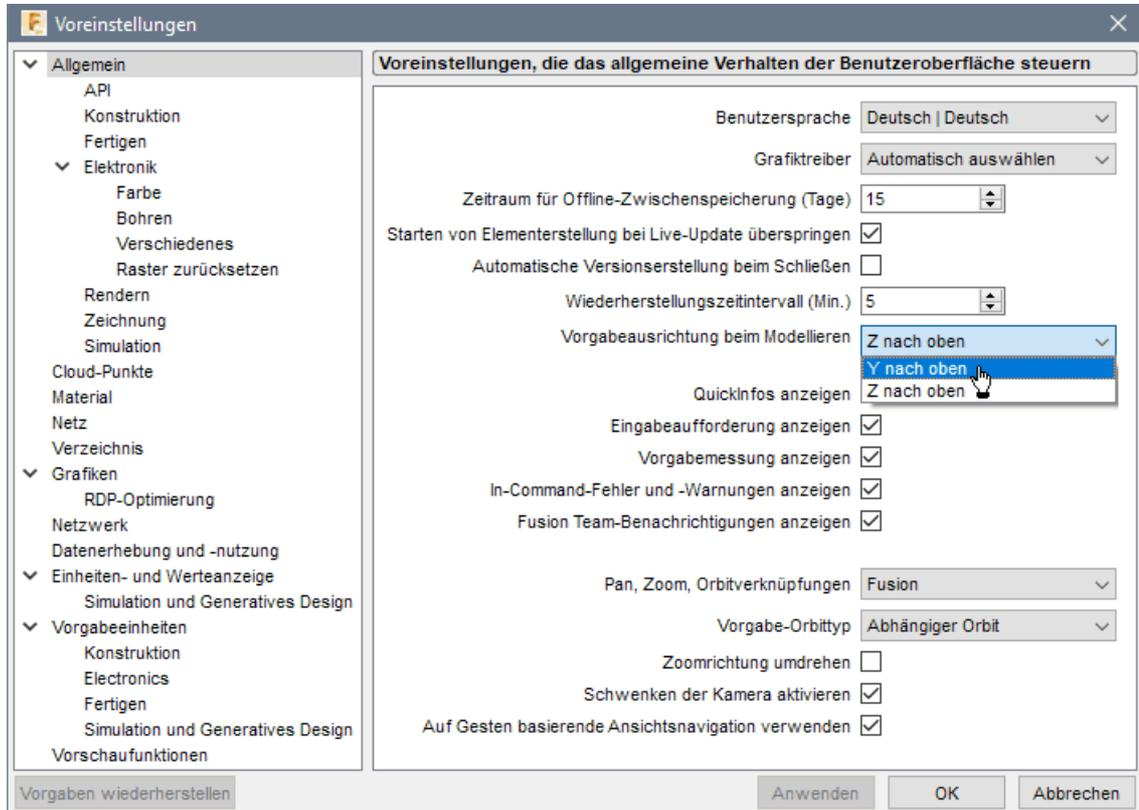 Voreinstellungen
Allgemein
API
Konstruktion
Fertigen
Elektronik
Farbe
Bohren
Verschiedenes
Raster zurücksetzen
Rendern
Zeichnung
Simulation
Cloud-Punkte
Material
Netz
Verzeichnis
Grafiken
RDP-Optimierung
Netzwerk
Datenerhebung und -nutzung
Einheiten- und Werteanzeige
Simulation und Generatives Design
Vorgabeeinheiten
Konstruktion
Electronics
Fertigen
Simulation und Generatives Design
Vorschaufunktionen
Voreinstellungen, die das allgemeine Verhalten der Benutzeroberfläche steuern
Benutzersprache Deutsch | Deutsch
Grafiktreiber Automatisch auswählen
Zeitraum für Offline-Zwischenspeicherung (Tage) 15
Starten von Elementerstellung bei Live-Update überspringen
Automatische Versionserstellung beim Schließen
Wiederherstellungszeitintervall (Min.) 5
Vorgabeausrichtung beim Modellieren Z nach oben
Y nach oben
QuickInfos anzeigen Z nach oben
Eingabeaufforderung anzeigen
Vorgabemessung anzeigen
In-Command-Fehler und -Warnungen anzeigen
Fusion Team-Benachrichtigungen anzeigen
Pan, Zoom, Orbitverknüpfungen Fusion
Vorgabe-Orbittyp Abhängiger Orbit
Zoomrichtung umdrehen
Schwenken der Kamera aktivieren
Auf Gesten basierende Ansichtsnavigation verwenden
Vorgaben wiederherstellen Anwenden OK Abbrechen